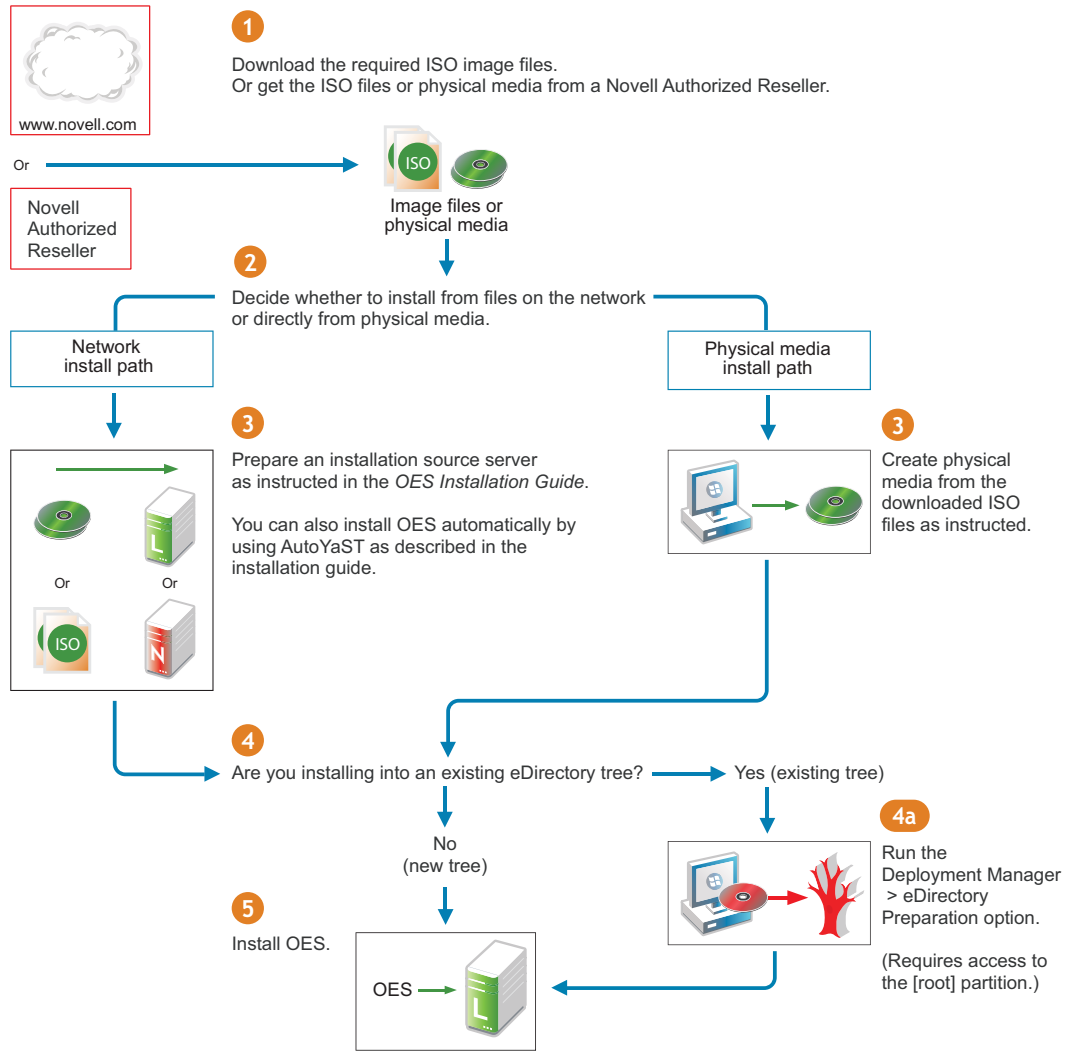 1
Download the required ISO image files.
Or get the ISO files or physical media from a Novell Authorized Reseller.
www.novell.com
Or
ISO
Novell
Authorized
Reseller
Image files or
physical media
2
Decide whether to install from files on the network
or directly from physical media.
Network
install path
Physical media
install path
3
Prepare an installation source server
as instructed in the OES Installation Guide.
You can also install OES automatically by
using AutoYaST as described in the
installation guide.
L
Or
Or
ISO
N
3
Create physical
media from the
downloaded ISO
files as instructed.
4
Are you installing into an existing eDirectory tree?
Yes (existing tree)
No
(new tree)
4a
Run the
Deployment Manager
> eDirectory
Preparation option.
(Requires access to
the [root] partition.)
5
Install OES.
OES
L